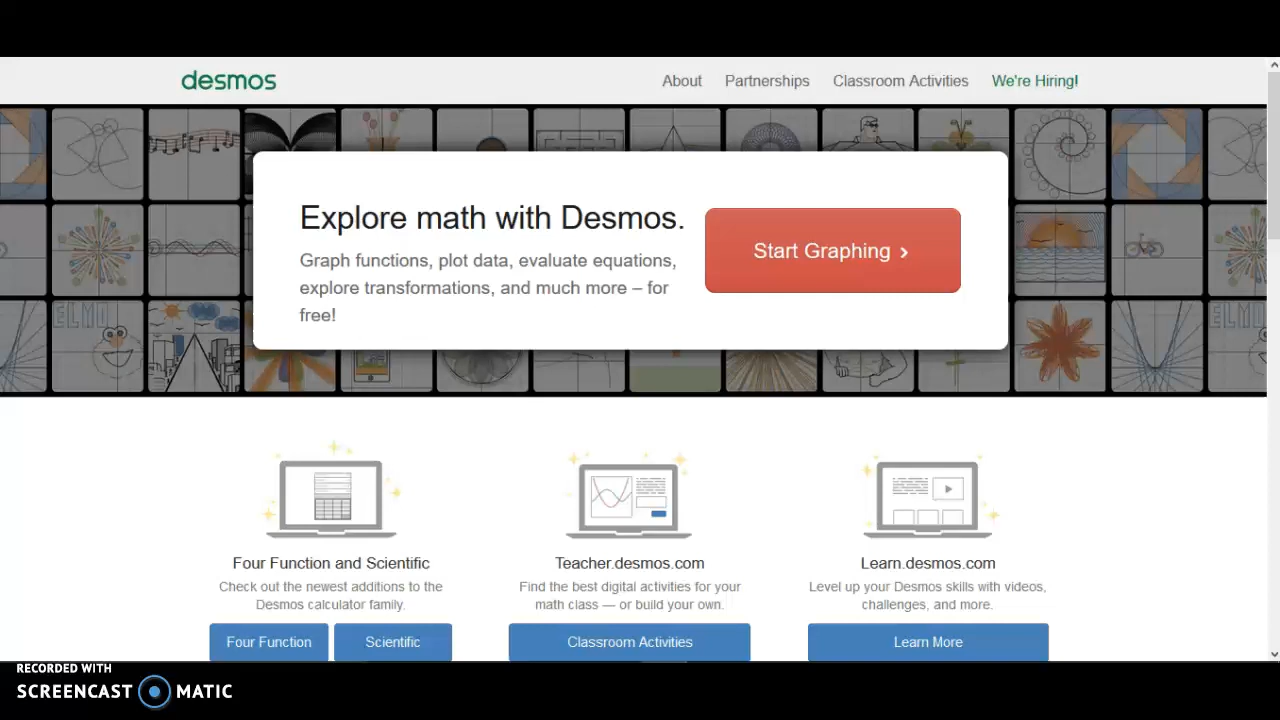 desmos
About Partnerships Classroom Activities We're Hiring!
Explore math with Desmos.
Graph functions, plot data, evaluate equations,
explore transformations, and much more – for
free!
Start Graphing ›
ELMO
ELMO
Four Function and Scientific
Check out the newest additions to the
Desmos calculator family.
Four Function
Scientific
Teacher.desmos.com
Find the best digital activities for your
math class — or build your own.
Classroom Activities
Learn.desmos.com
Level up your Desmos skills with videos,
challenges, and more.
Learn More
RECORDED WITH
SCREENCAST MATIC